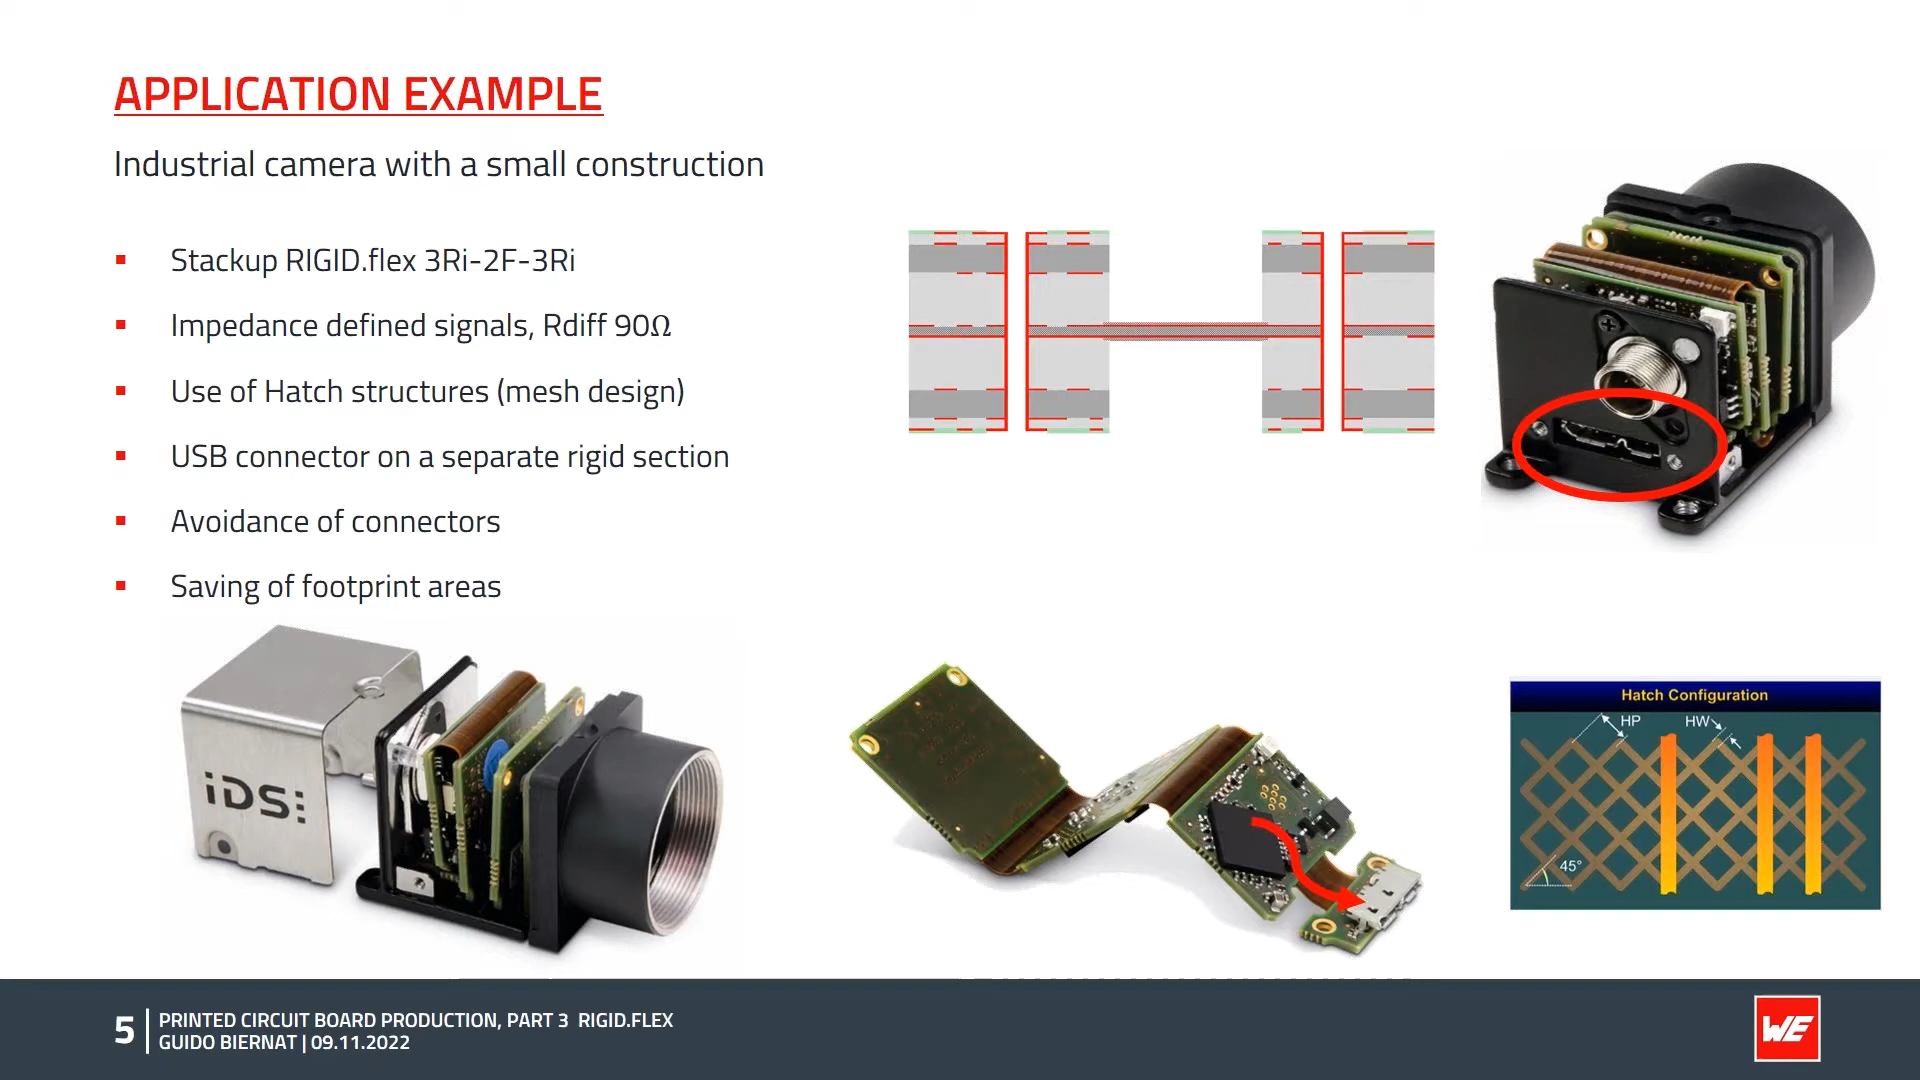 APPLICATION EXAMPLE
Industrial camera with a small construction
▪ Stackup RIGID.flex 3Ri-2F-3Ri
▪ Impedance defined signals, Rdiff 90Ω
▪ Use of Hatch structures (mesh design)
▪ USB connector on a separate rigid section
▪ Avoidance of connectors
▪ Saving of footprint areas
iDS:
Hatch Configuration
HP
HW
45°
5
PRINTED CIRCUIT BOARD PRODUCTION, PART 3 RIGID.FLEX
GUIDO BIERNAT | 09.11.2022
WE